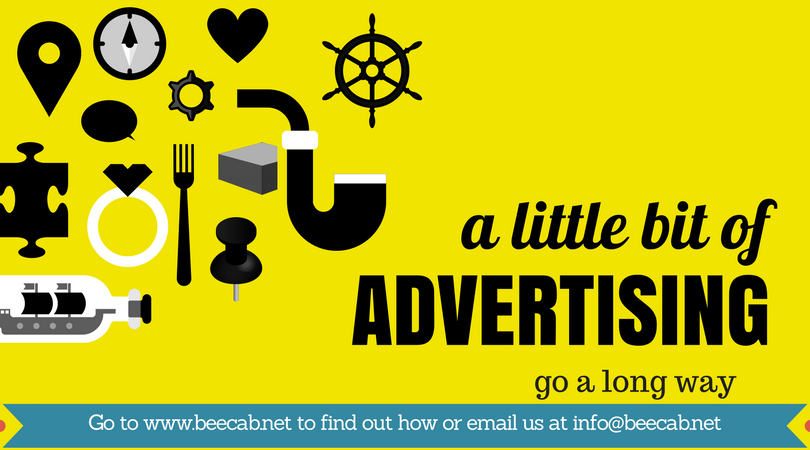 a little bit of
ADVERTISING
go a long way
Go to www.beecab.net to find out how or email us at info@beecab.net